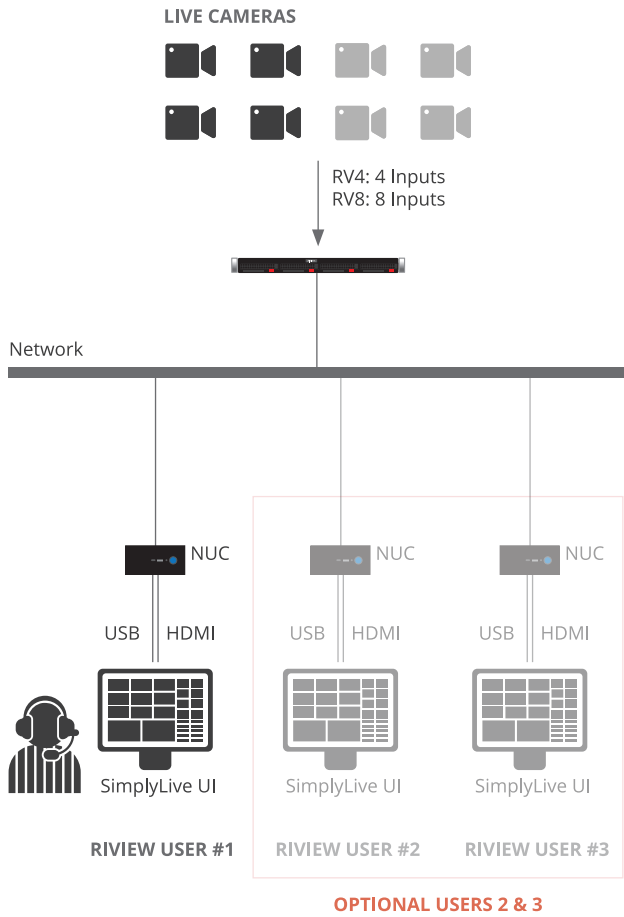 LIVE CAMERAS
RV4: 4 Inputs
RV8: 8 Inputs
Network
NUC
NUC
NUC
USB HDMI
USB HDMI
USB HDMI
SimplyLive UI
SimplyLive UI
SimplyLive UI
RIVIEW USER #1
RIVIEW USER #2
RIVIEW USER #3
OPTIONAL USERS 2 & 3